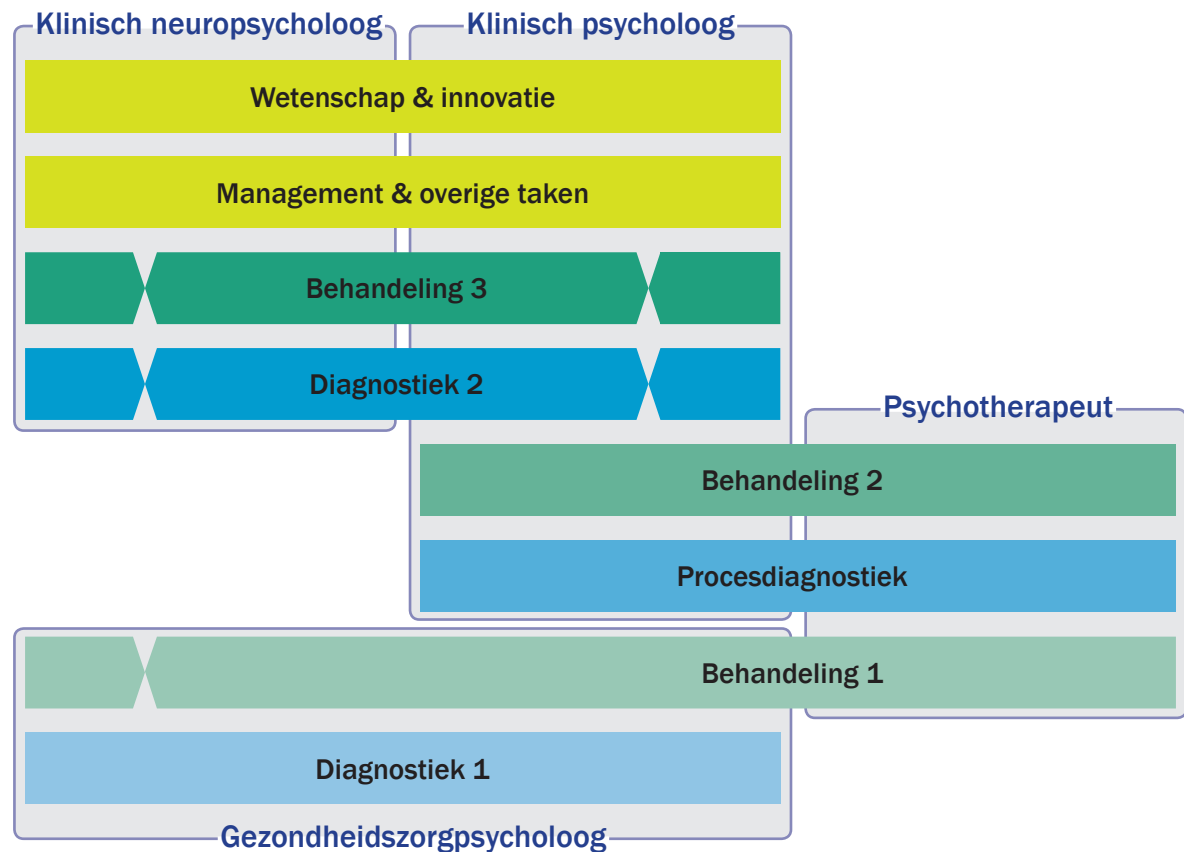 Klinisch neuropsycholoog
Klinisch psycholoog
Wetenschap & innovatie
Management & overige taken
Behandeling 3
Diagnostiek 2
Psychotherapeut
Behandeling 2
Procesdiagnostiek
Behandeling 1
Diagnostiek 1
Gezondheidszorgpsycholoog